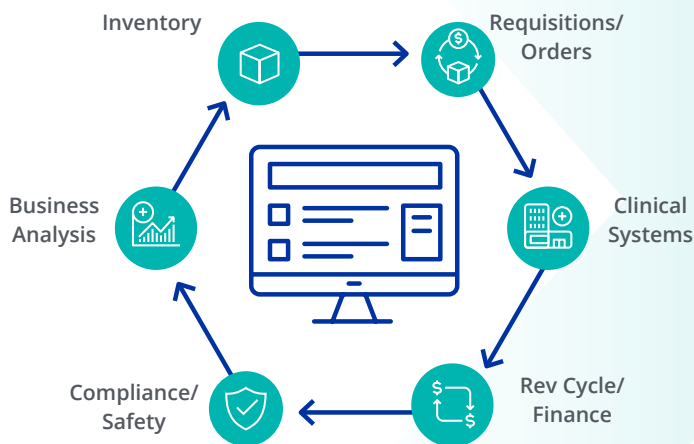 Inventory
Requisitions/
Orders
$
Business
Analysis
Clinical
Systems
Compliance/
Safety
$
$
Rev Cycle/
Finance